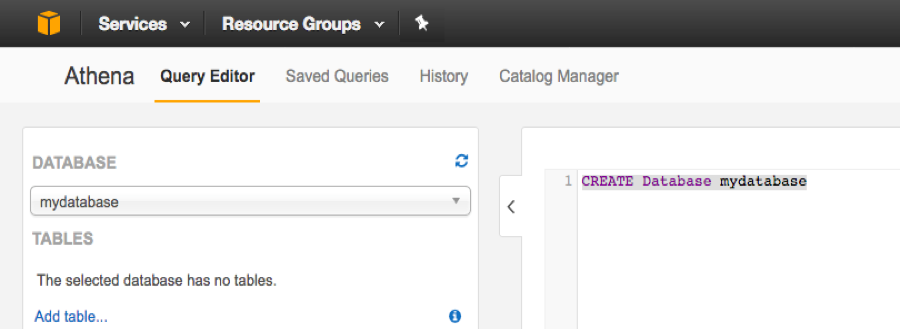 Services Resource Groups
Athena Query Editor Saved Queries History Catalog Manager
DATABASE
mydatabase
TABLES
The selected database has no tables.
Add table...
1 CREATE Database mydatabase